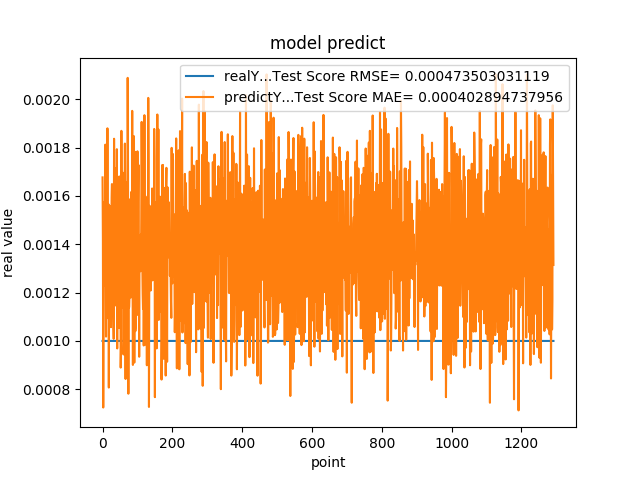 model predict
realY...Test Score RMSE= 0.000473503031119
predictY...Test Score MAE= 0.000402894737956
0.0020
0.0018
0.0016
0.0014
0.0012
0.0010
0.0008
real value
0 200 400 600 800 1000 1200
point